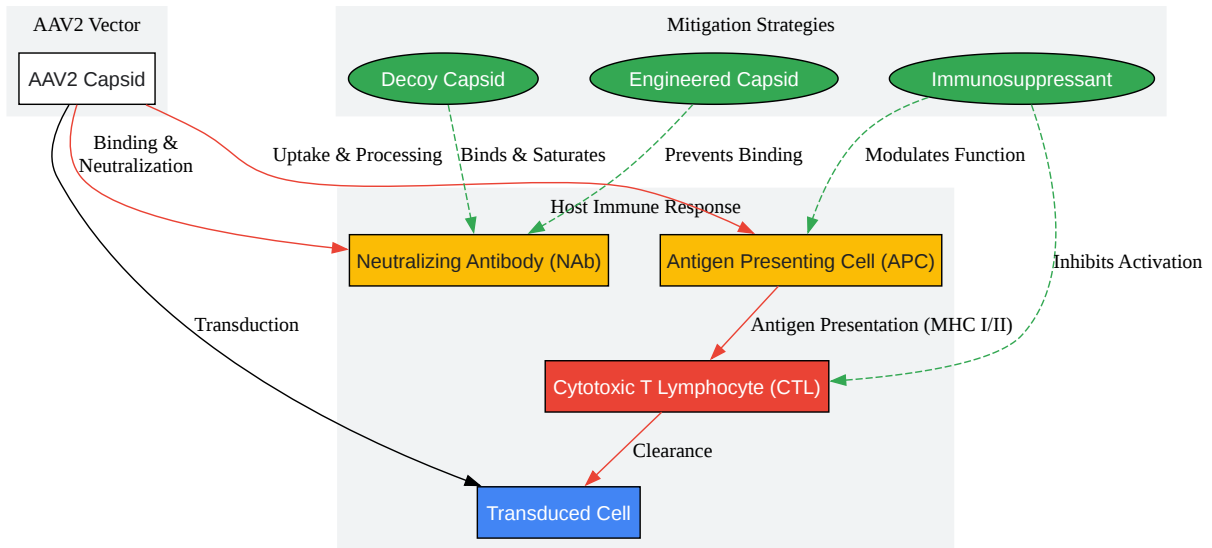 AAV2 Vector
Mitigation Strategies
AAV2 Capsid
Decoy Capsid
Engineered Capsid
Immunosuppressant
Binding &
Neutralization
Uptake & Processing
Binds & Saturates
Prevents Binding
Modulates Function
Host Immune Response
Neutralizing Antibody (NAb)
Antigen Presenting Cell (APC)
Inhibits Activation
Transduction
Antigen Presentation (MHC I/II)
Cytotoxic T Lymphocyte (CTL)
Clearance
Transduced Cell